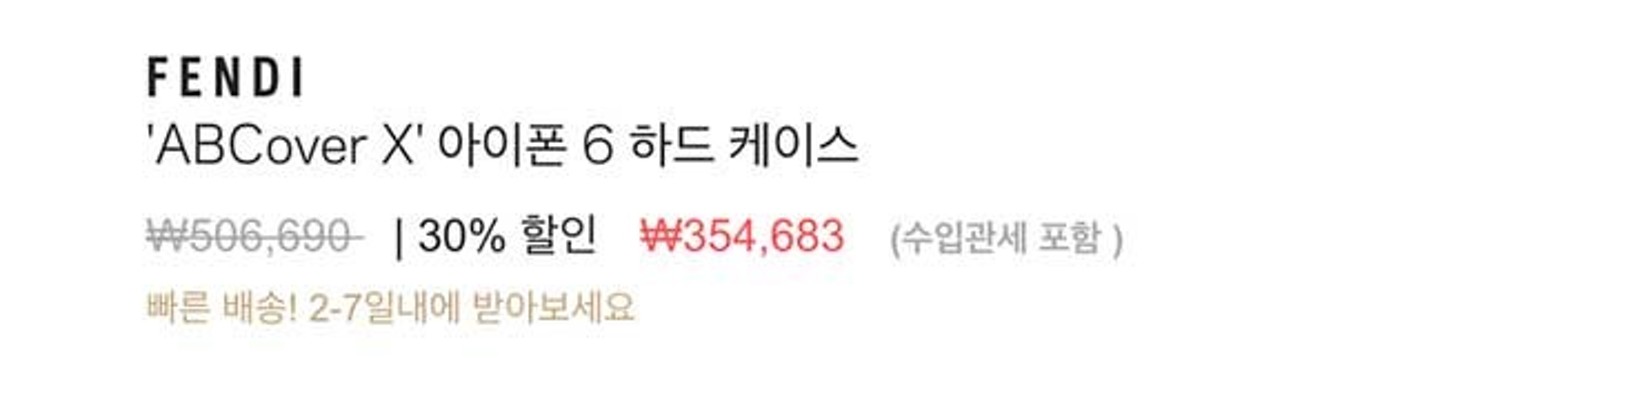 FENDI
'ABCover X' 아이폰 6 하드 케이스
₩506,690 | 30% 할인 ₩354,683 (수입관세 포함 )
빠른 배송! 2-7일내에 받아보세요